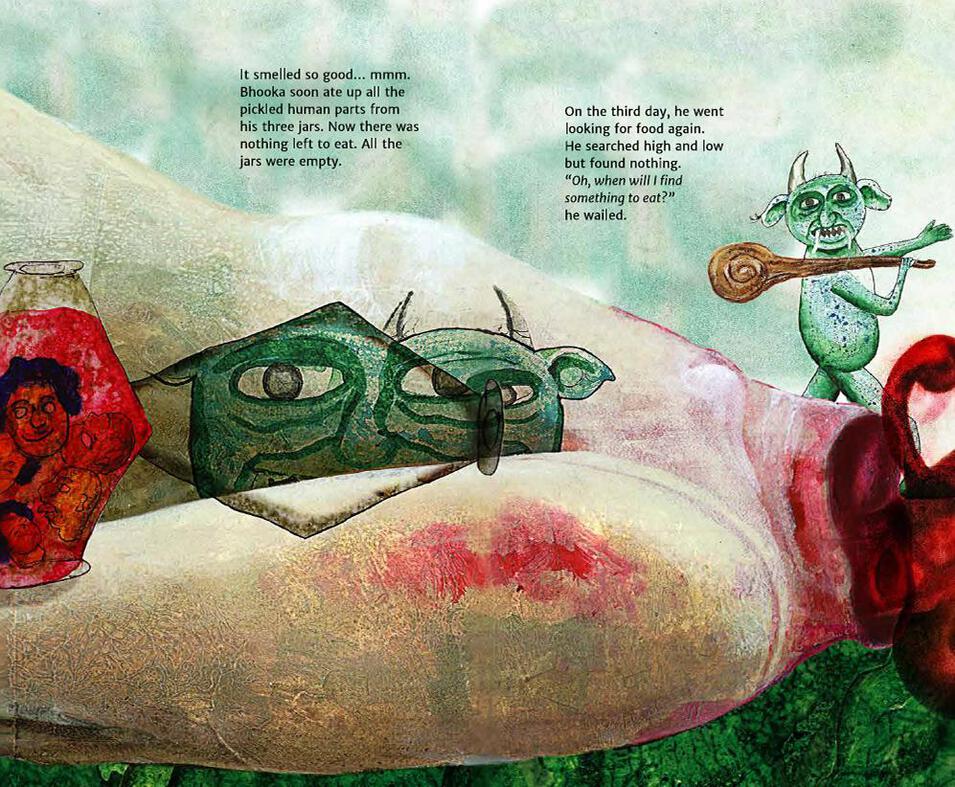 It smelled so good... mmm.
Bhooka soon ate up all the
pickled human parts from
his three jars. Now there was
nothing left to eat. All the
jars were empty.
On the third day, he went
looking for food again.
He searched high and low
but found nothing.
“Oh, when will I find
something to eat?”
he wailed.